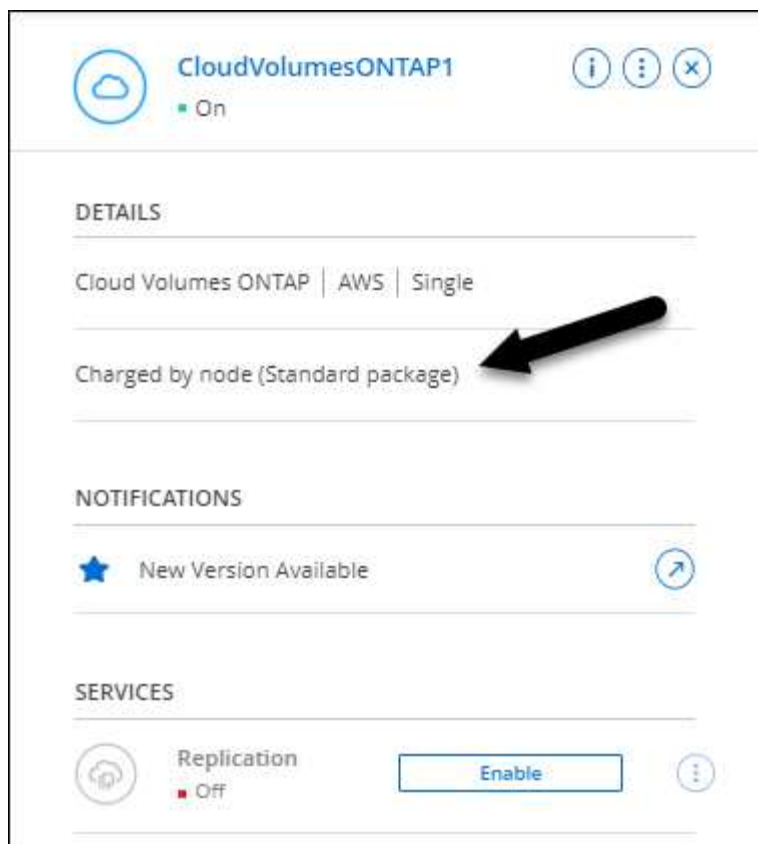 CloudVolumesONTAP1
On
DETAILS
Cloud Volumes ONTAP | AWS | Single
Charged by node (Standard package)
NOTIFICATIONS
New Version Available
SERVICES
Replication
Enable
Off